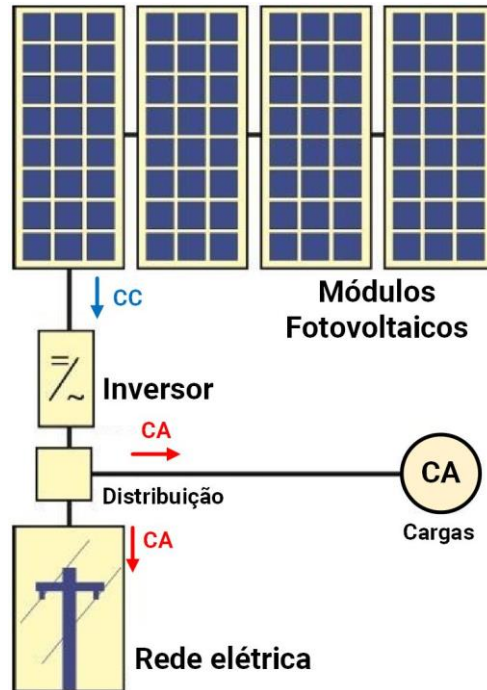 CC
Módulos
Fotovoltaicos
Inversor
CA
Distribuição
CA
Cargas
CA
Rede elétrica